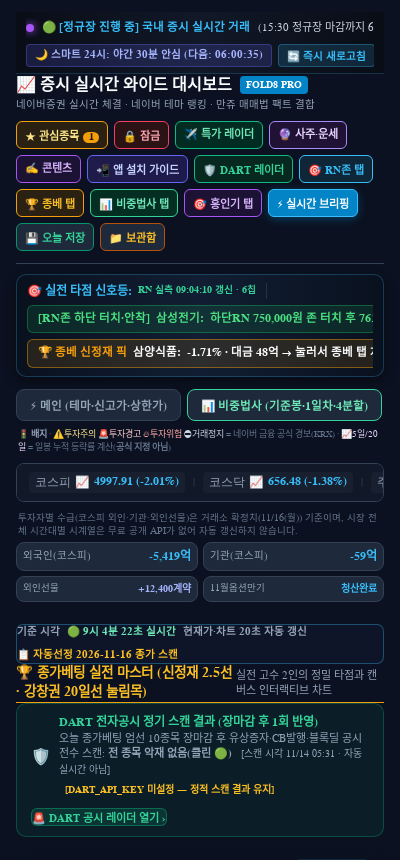 🟢 [정규장 진행 중] 국내 증시 실시간 거래 (15:30 정규장 마감까지 6
🌙 스마트 24시: 야간 30분 안심 (다음: 06:00:35)
🔄 즉시 새로고침
📈 증시 실시간 와이드 대시보드 FOLD8 PRO
네이버증권 실시간 체결 · 네이버 테마 랭킹 · 만쥬 매매법 팩트 결합
★ 관심종목 1 🔒 잠금 ✈️ 특가 레이더 🔮 사주·운세
✍️ 콘텐츠 📲 앱 설치 가이드 🛡️ DART 레이더 🎯 RN존 탭
🏆 종베 탭 📊 비중법사 탭 🎯 홍인기 탭 ⚡ 실시간 브리핑
💾 오늘 저장 📁 보관함
🎯 실전 타점 신호등: RN 실측 09:04:10 갱신 · 6칩
[RN존 하단 터치·안착] 삼성전기: 하단RN 750,000원 존 터치 후 76
🏆 종베 신정재 픽 삼양식품: -1.71% · 대금 48억 → 눌러서 종베 탭
⚡ 메인 (테마·신고가·상한가) 📊 비중법사 (기준봉·1일차·4분할)
🚦 배지 · ⚠️투자주의 🚨투자경고 ⛔투자위험 ⛔거래정지 = 네이버 금융 공식 경보(KRX) · 📈5일/20
일 = 일봉 누적 등락률 계산(공식 지정 아님)
코스피 📈 4997.91 (-2.01%) 코스닥 📈 656.48 (-1.38%)
투자자별 수급(코스피 외인·기관·외인선물)은 거래소 확정치(11/16(월)) 기준이며, 시장 전
체 시간대별 시계열은 무료 공개 API가 없어 자동 갱신하지 않습니다.
외국인(코스피) -5,419억 기관(코스피) -59억
외인선물 +12,400계약 11월옵션만기 청산완료
기준 시각 🟢 9시 4분 22초 실시간 현재가·차트 20초 자동 갱신
📋 자동선정 2026-11-16 종가 스캔
🏆 종가베팅 실전 마스터 (신정재 2.5선
· 강창권 20일선 눌림목)
실전 고수 2인의 정밀 타점과 캔
버스 인터랙티브 차트
DART 전자공시 정기 스캔 결과 (장마감 후 1회 반영)
오늘 종가베팅 엄선 10종목 장마감 후 유상증자·CB발행·블록딜 공시
전수 스캔: 전 종목 악재 없음(클린 🟢) [스캔 시각 11/14 05:31 · 자동
실시간 아님]
[DART_API_KEY 미설정 — 정적 스캔 결과 유지]
🚨 DART 공시 레이더 열기 ›